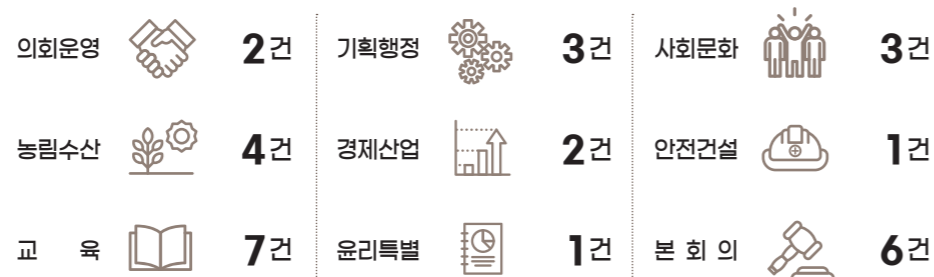 의회운영 2건 기획행정 3건 사회문화 3건
농림수산 4건 경제산업 2건 안전건설 1건
교 육 7건 윤리특별 1건 본 회 의 6건